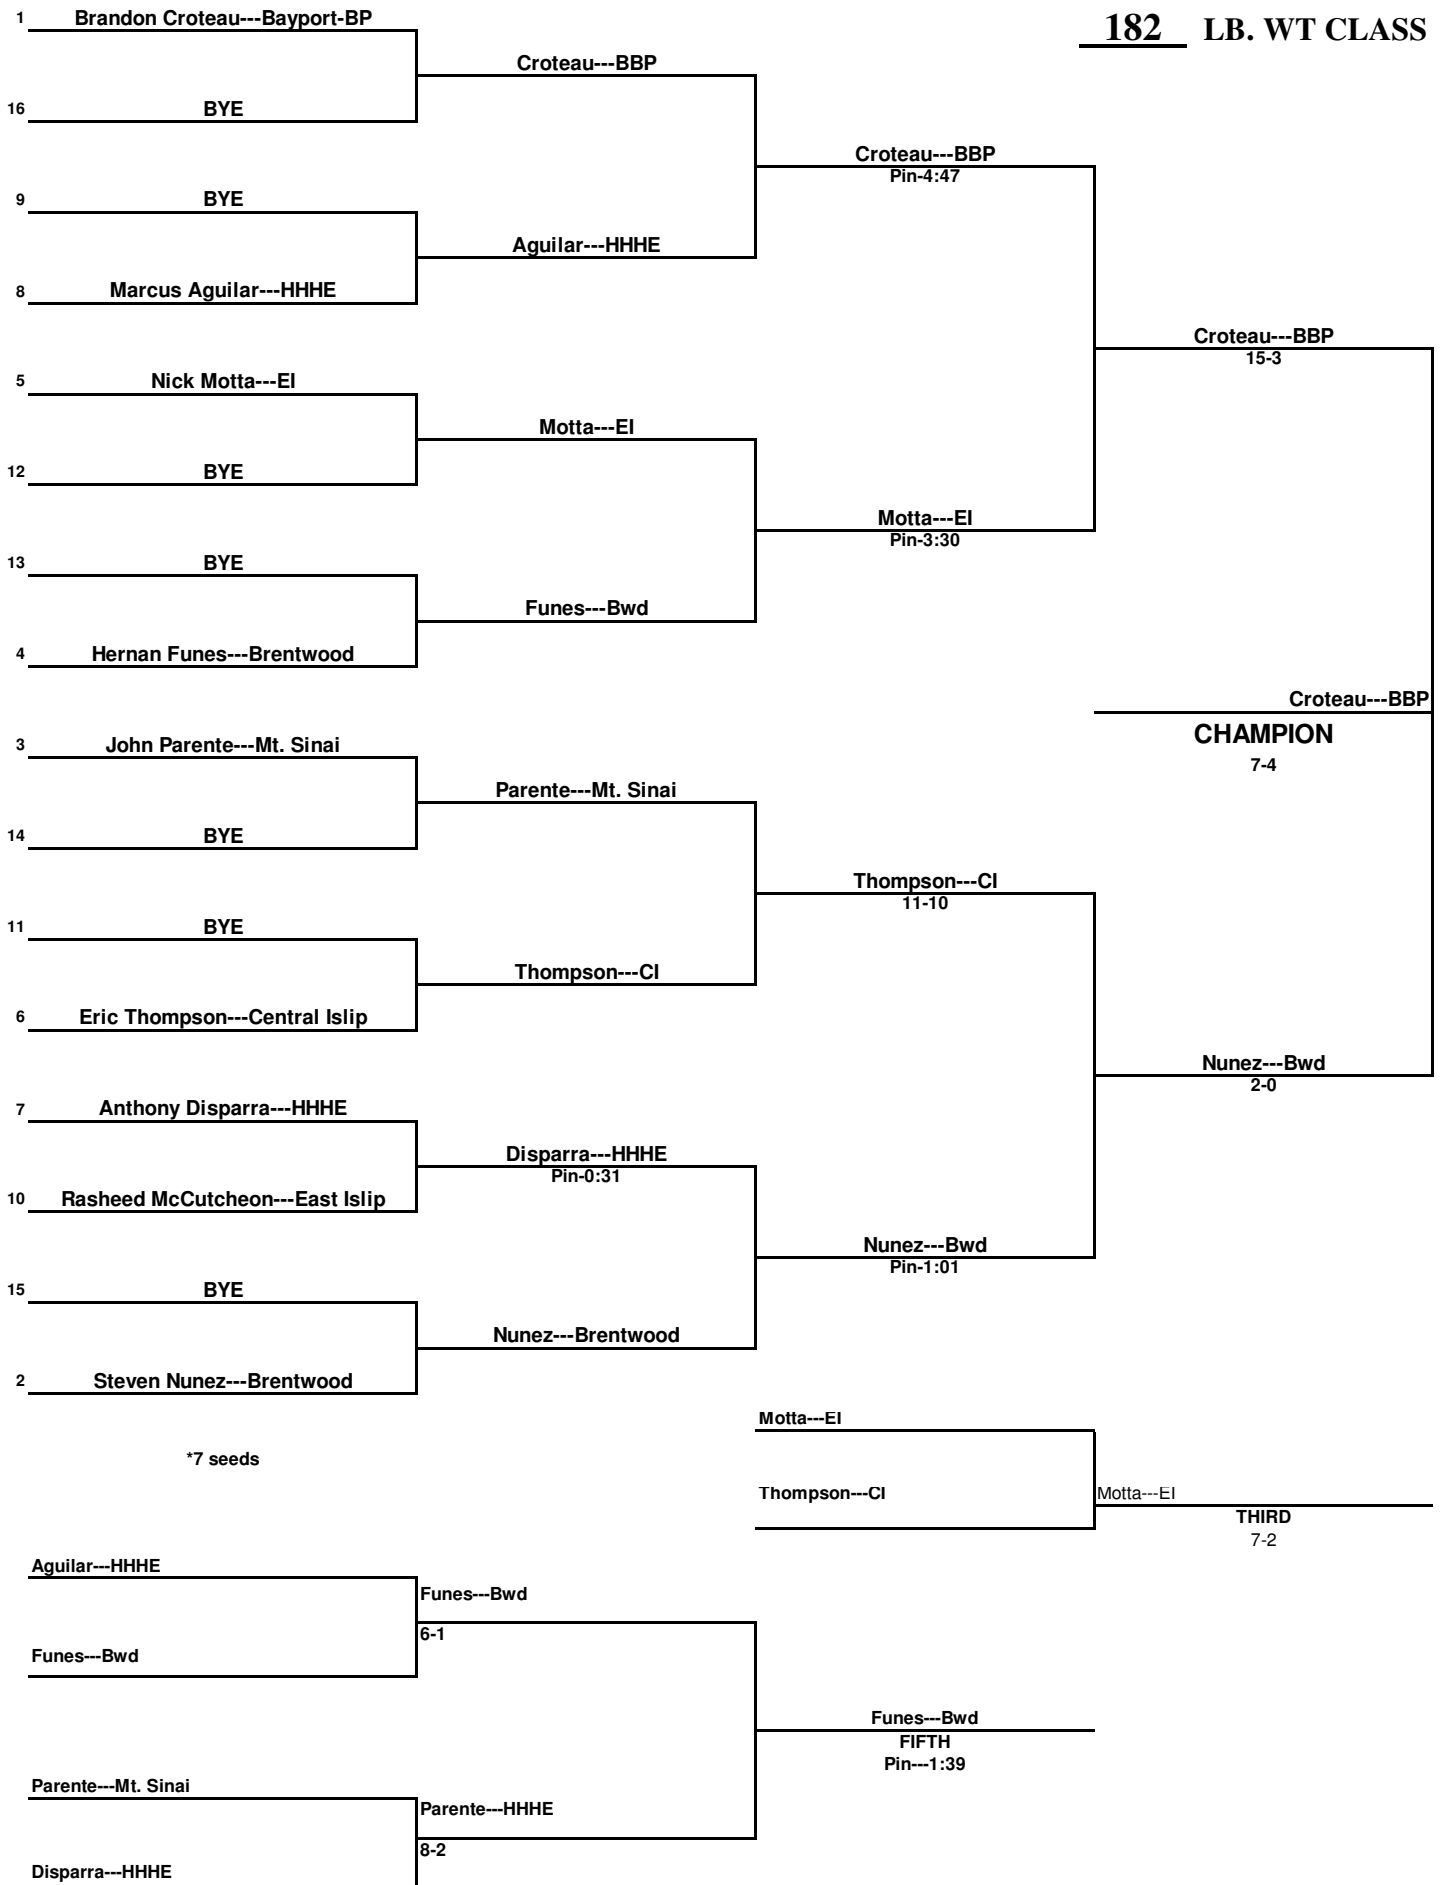 182 LB. WT CLASS
1 Brandon Croteau---Bayport-BP
Croteau---BBP
16 BYE
Croteau---BBP
Pin-4:47
9 BYE
Aguilar---HHHE
8 Marcus Aguilar---HHHE
Croteau---BBP
15-3
5 Nick Motta---EI
Motta---EI
12 BYE
Motta---EI
Pin-3:30
13 BYE
Funes---Bwd
4 Hernan Funes---Brentwood
Croteau---BBP
CHAMPION
7-4
3 John Parente---Mt. Sinai
Parente---Mt. Sinai
14 BYE
Thompson---CI
11-10
11 BYE
Thompson---CI
6 Eric Thompson---Central Islip
Nunez---Bwd
2-0
7 Anthony Disparra---HHHE
Disparra---HHHE
Pin-0:31
10 Rasheed McCutcheon---East Islip
Nunez---Bwd
Pin-1:01
15 BYE
Nunez---Brentwood
2 Steven Nunez---Brentwood
Motta---EI
*7 seeds
Thompson---CI
Motta---EI
THIRD
7-2
Aguilar---HHHE
Funes---Bwd
6-1
Funes---Bwd
Funes---Bwd
FIFTH
Pin---1:39
Parente---Mt. Sinai
Parente---HHHE
8-2
Disparra---HHHE